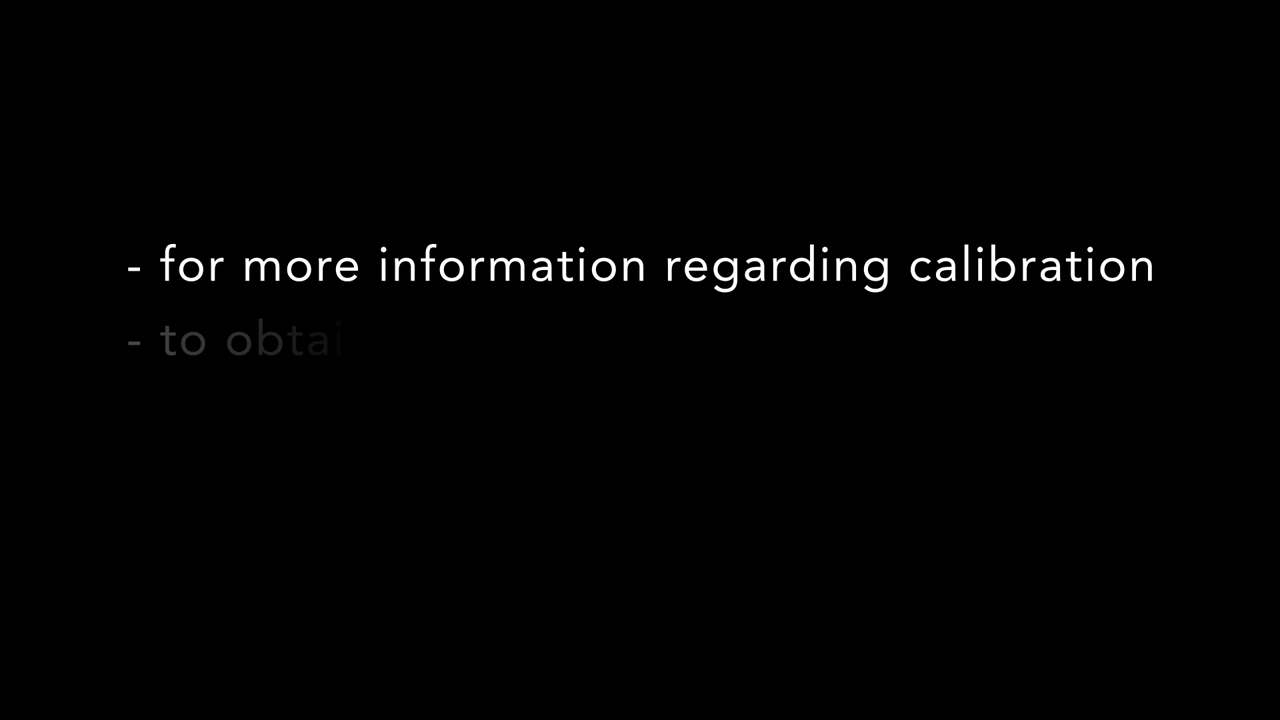 - for more information regarding calibration
- to obtai